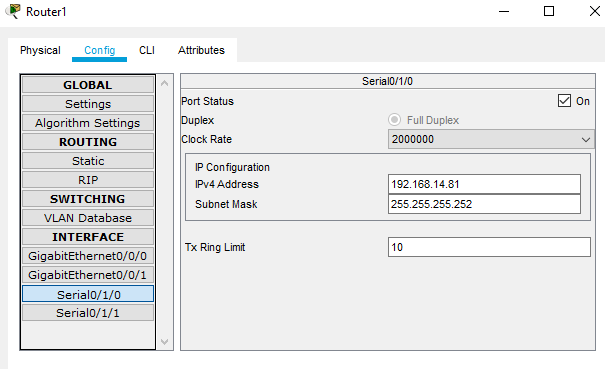 Router1
Physical Config CLI Attributes
GLOBAL
Settings
Algorithm Settings
ROUTING
Static
RIP
SWITCHING
VLAN Database
INTERFACE
GigabitEthernet0/0/0
GigabitEthernet0/0/1
Serial0/1/0
Serial0/1/1
Serial0/1/0
Port Status On
Duplex Full Duplex
Clock Rate 2000000
IP Configuration
IPv4 Address 192.168.14.81
Subnet Mask 255.255.255.252
Tx Ring Limit 10